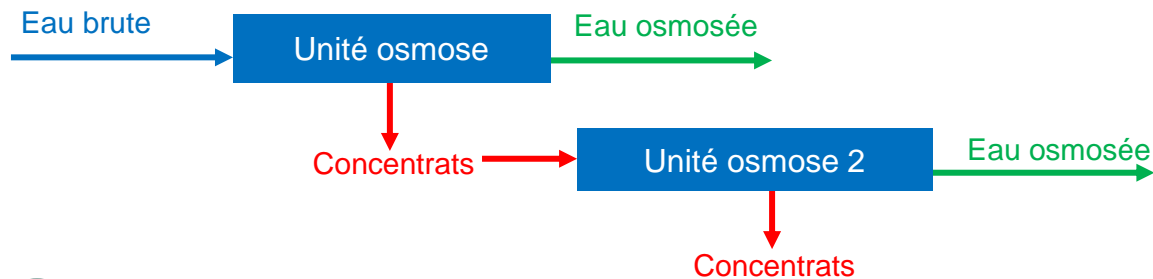 Eau brute
Unité osmose
Eau osmosée
Concentrats
Unité osmose 2
Eau osmosée
Concentrats